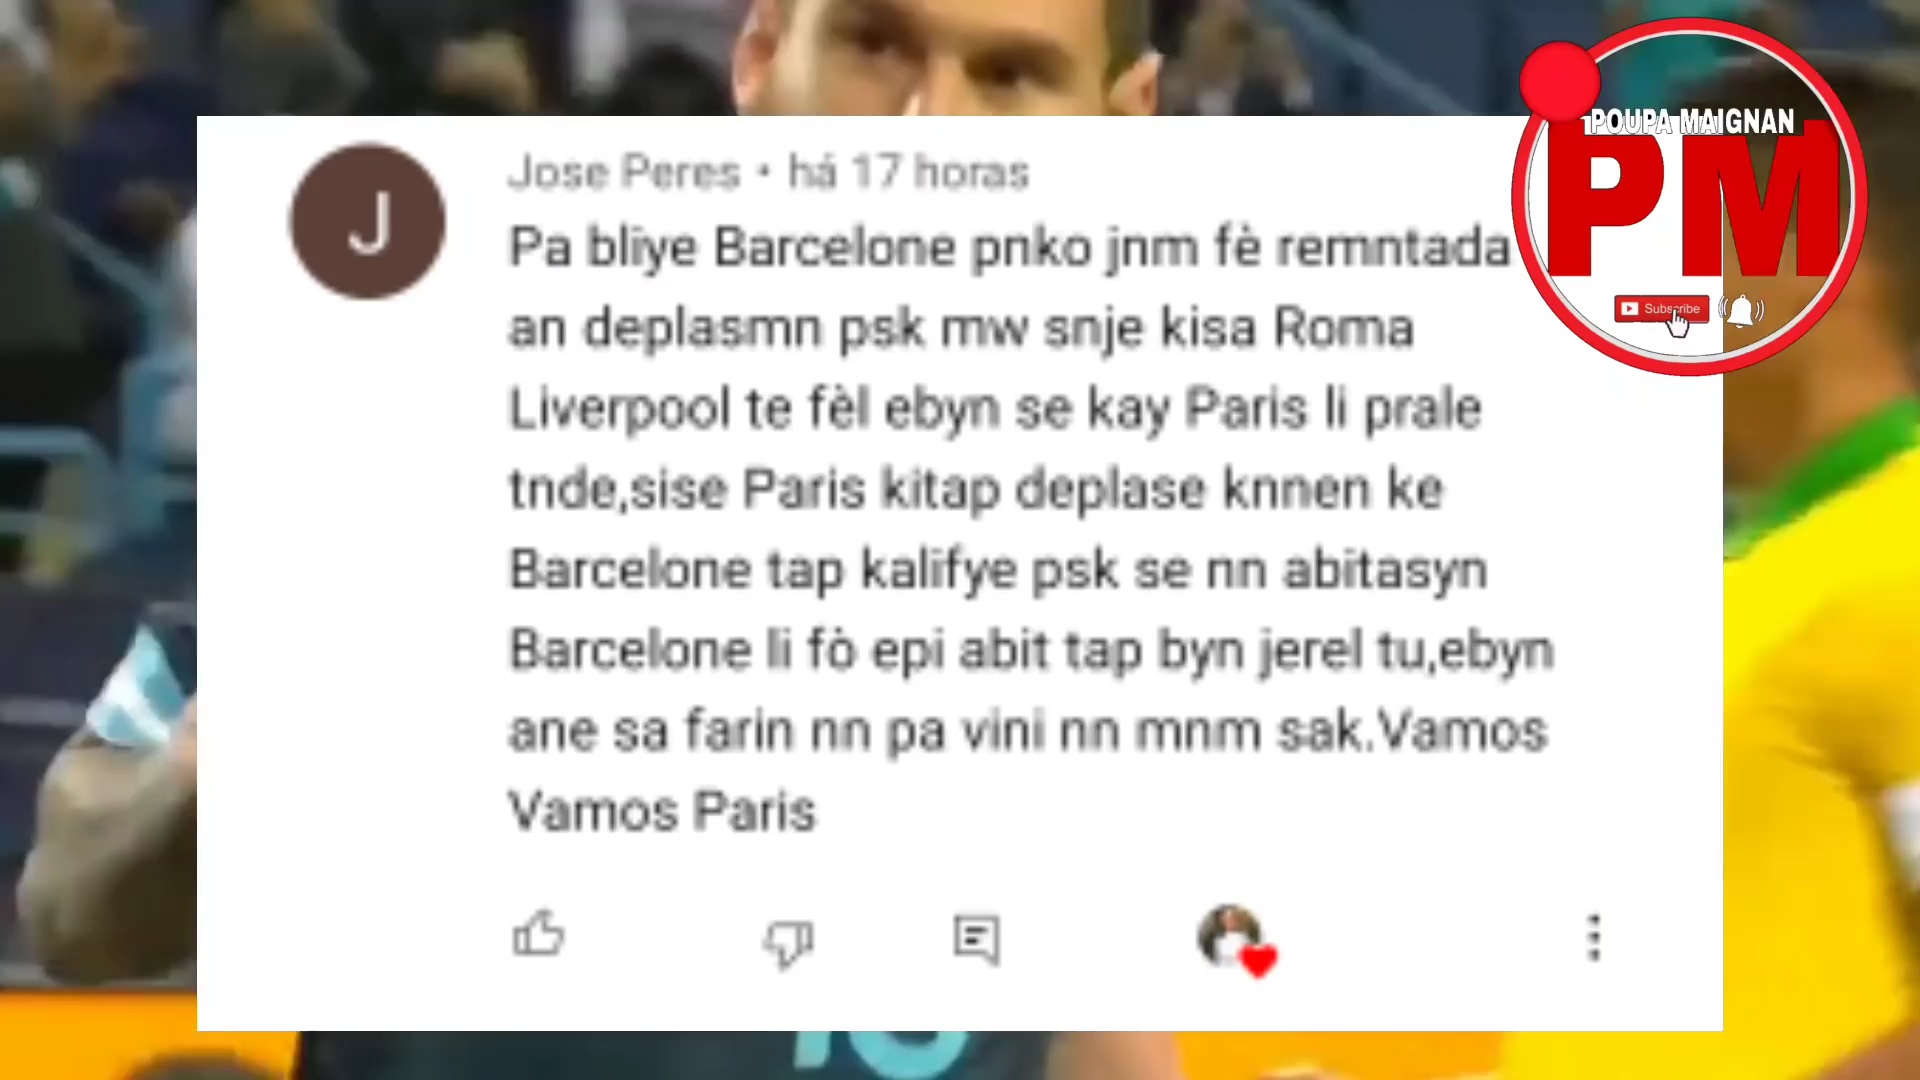 POUPA MAIGNAN
PM
Subscribe
Jose Peres • há 17 horas
Pa bliye Barcelone pnko jnm fè remntada
an deplasmn psk mw snje kisa Roma
Liverpool te fèl ebyn se kay Paris li prale
tnde,sise Paris kitap deplase knnen ke
Barcelone tap kalifye psk se nn abitasyn
Barcelone li fò epi abit tap byn jerel tu,ebyn
ane sa farin nn pa vini nn mnm sak.Vamos
Vamos Paris
J